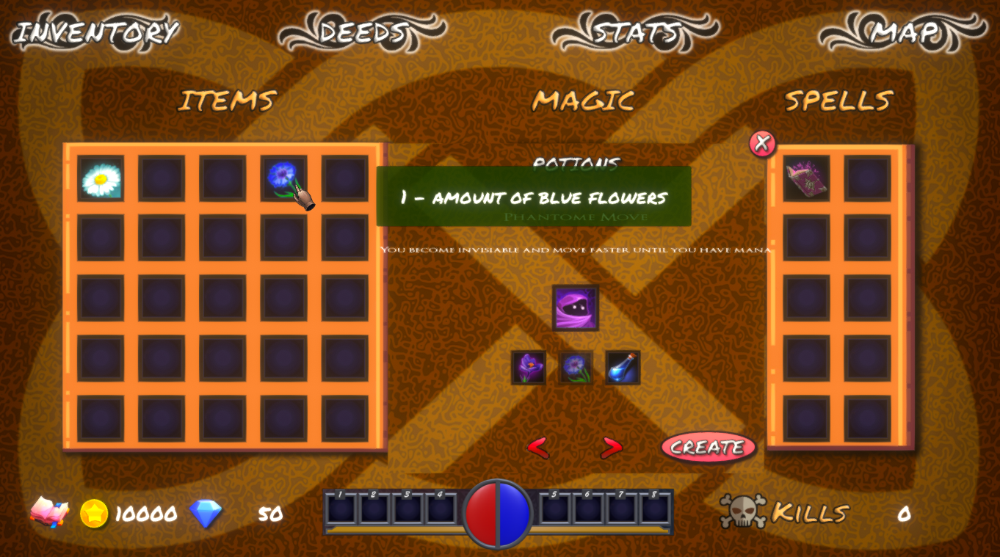 INVENTORY
DEEDS
STATS
MAP
ITEMS
MAGIC
SPELLS
X
POTIONS
1 - AMOUNT OF BLUE FLOWERS
PHANTOME MOVE
YOU BECOME INVISIABLE AND MOVE FASTER UNTIL YOU HAVE MANA
CREATE
10000
50
1 2 3 4 5 6 7 8
KILLS
0